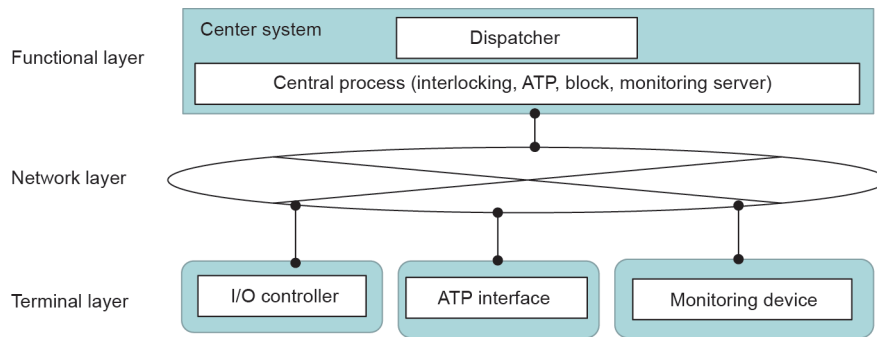 Center system
Dispatcher
Functional layer
Central process (interlocking, ATP, block, monitoring server)
Network layer
Terminal layer
I/O controller
ATP interface
Monitoring device